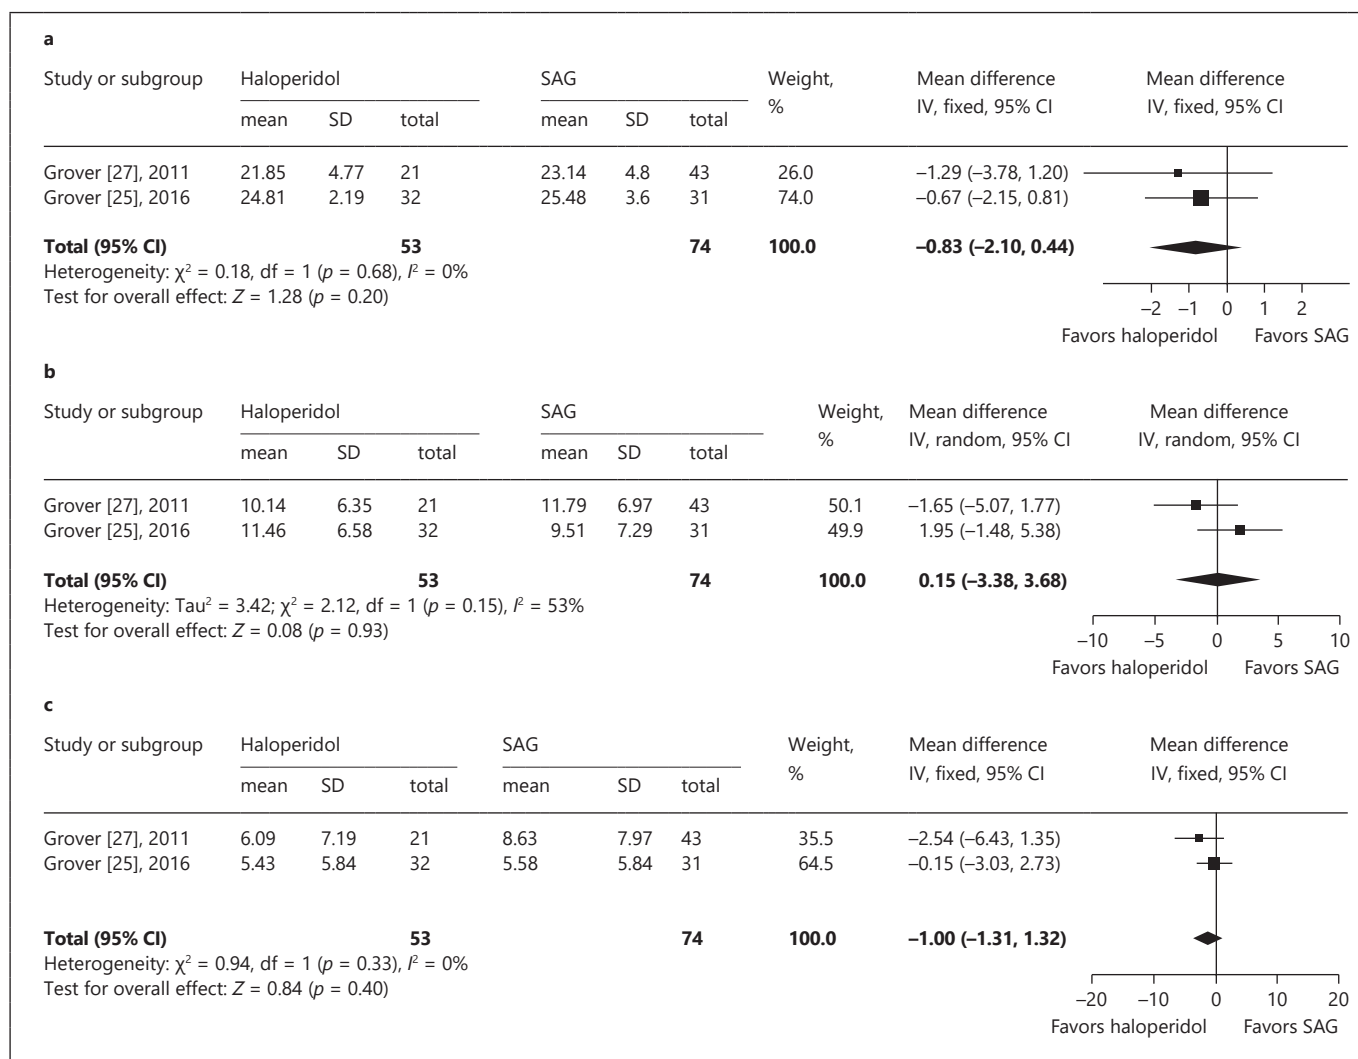 a
Study or subgroup Haloperidol SAG Weight, % Mean difference IV, fixed, 95% CI Mean difference IV, fixed, 95% CI
mean SD total mean SD total
Grover [27], 2011 21.85 4.77 21 23.14 4.8 43 26.0 –1.29 (–3.78, 1.20)
Grover [25], 2016 24.81 2.19 32 25.48 3.6 31 74.0 –0.67 (–2.15, 0.81)
Total (95% CI) 53 74 100.0 –0.83 (–2.10, 0.44)
Heterogeneity: χ² = 0.18, df = 1 (p = 0.68), I² = 0%
Test for overall effect: Z = 1.28 (p = 0.20)
–2 –1 0 1 2
Favors haloperidol Favors SAG
b
Study or subgroup Haloperidol SAG Weight, % Mean difference IV, random, 95% CI Mean difference IV, random, 95% CI
mean SD total mean SD total
Grover [27], 2011 10.14 6.35 21 11.79 6.97 43 50.1 –1.65 (–5.07, 1.77)
Grover [25], 2016 11.46 6.58 32 9.51 7.29 31 49.9 1.95 (–1.48, 5.38)
Total (95% CI) 53 74 100.0 0.15 (–3.38, 3.68)
Heterogeneity: Tau² = 3.42; χ² = 2.12, df = 1 (p = 0.15), I² = 53%
Test for overall effect: Z = 0.08 (p = 0.93)
–10 –5 0 5 10
Favors haloperidol Favors SAG
c
Study or subgroup Haloperidol SAG Weight, % Mean difference IV, fixed, 95% CI Mean difference IV, fixed, 95% CI
mean SD total mean SD total
Grover [27], 2011 6.09 7.19 21 8.63 7.97 43 35.5 –2.54 (–6.43, 1.35)
Grover [25], 2016 5.43 5.84 32 5.58 5.84 31 64.5 –0.15 (–3.03, 2.73)
Total (95% CI) 53 74 100.0 –1.00 (–1.31, 1.32)
Heterogeneity: χ² = 0.94, df = 1 (p = 0.33), I² = 0%
Test for overall effect: Z = 0.84 (p = 0.40)
–20 –10 0 10 20
Favors haloperidol Favors SAG